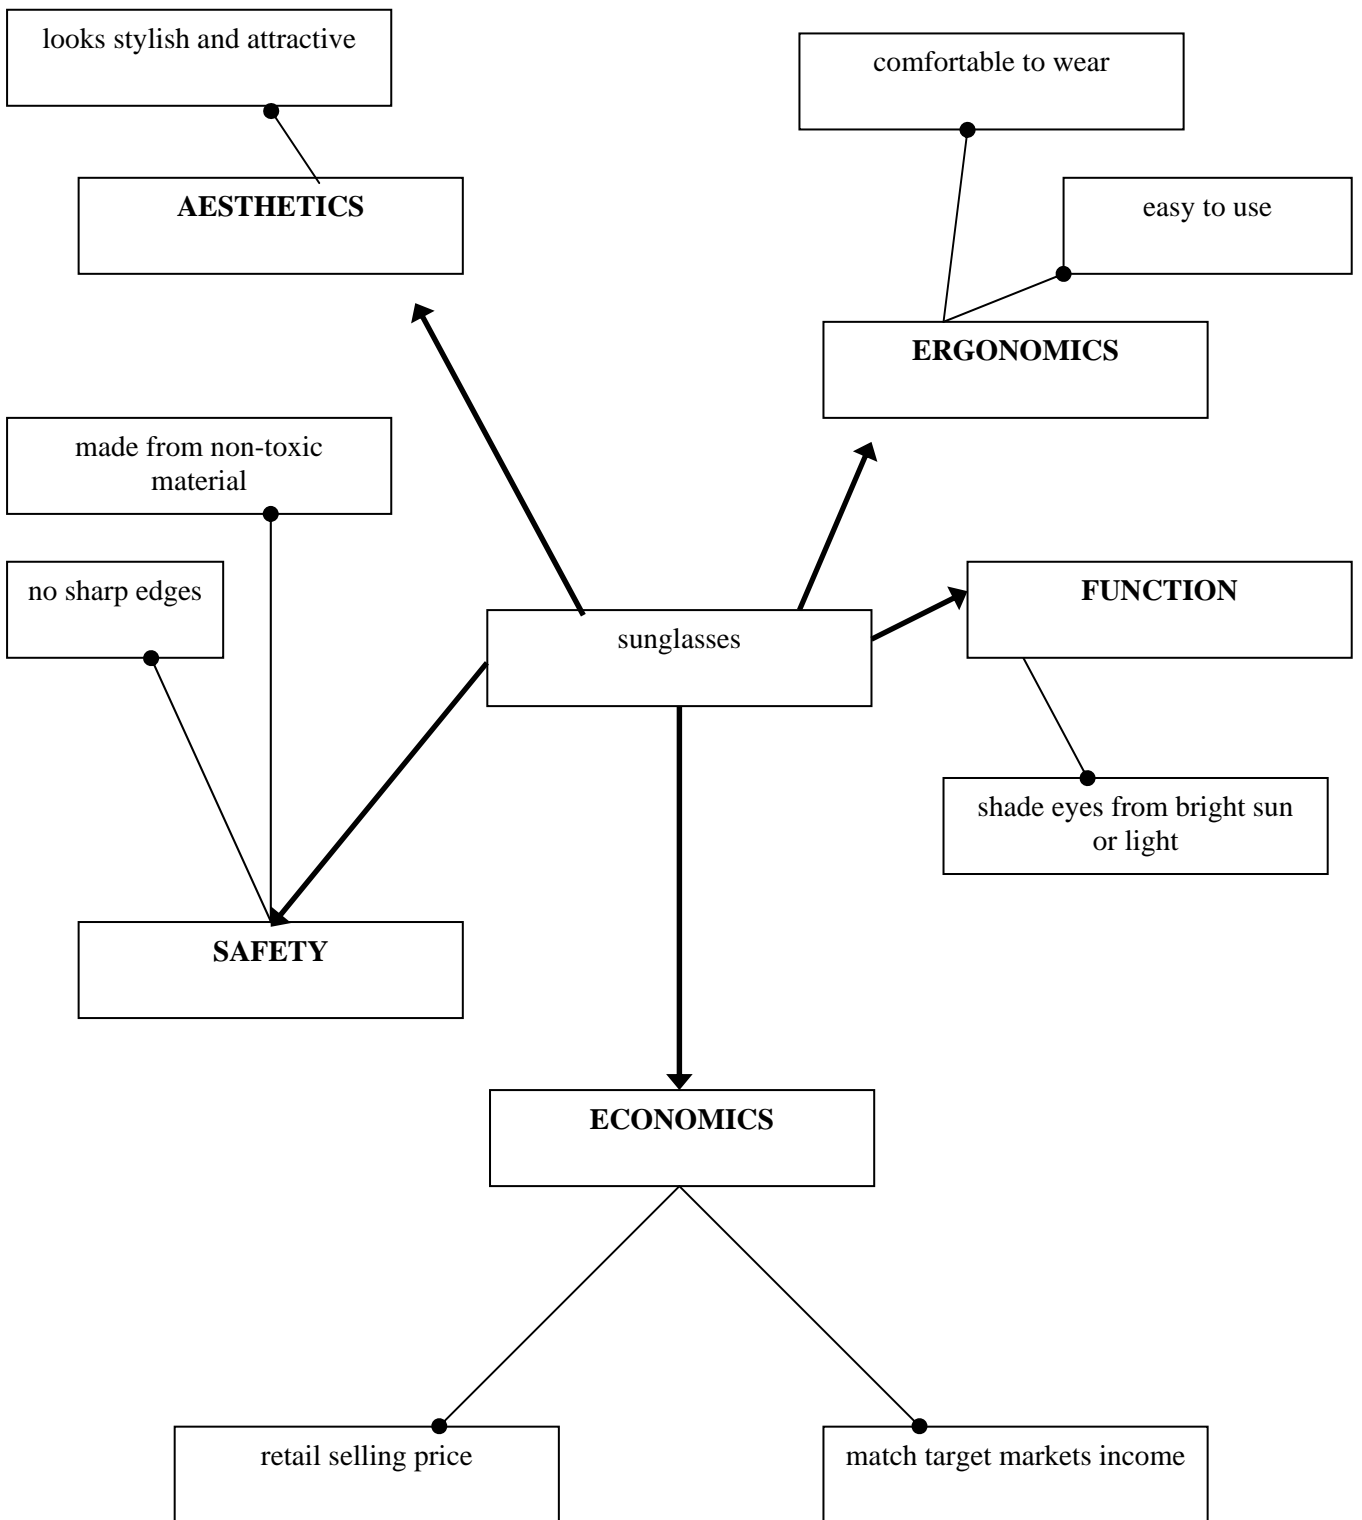 looks stylish and attractive
comfortable to wear
AESTHETICS
easy to use
ERGONOMICS
made from non-toxic
material
no sharp edges
FUNCTION
sunglasses
shade eyes from bright sun
or light
SAFETY
ECONOMICS
retail selling price
match target markets income